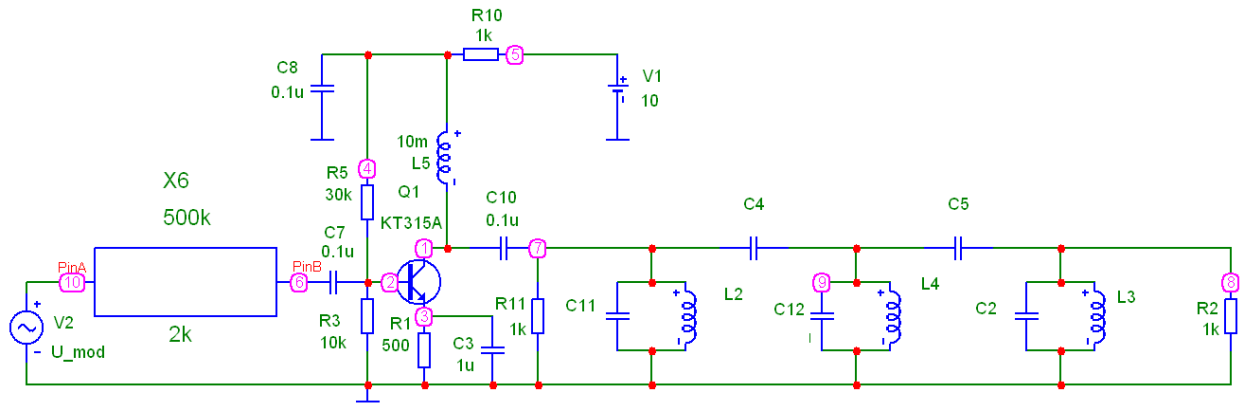 R10
1k
5
C8
0.1u
V1
10
10m
L5
4
R5
30k
X6
500k
Q1
KT315A
C10
0.1u
C4
C5
C7
0.1u
1
7
PinA
10
PinB
6
2
9
8
V2
U_mod
2k
R3
10k
3
R1
500
C3
1u
R11
1k
C11
L2
C12
L4
C2
L3
R2
1k